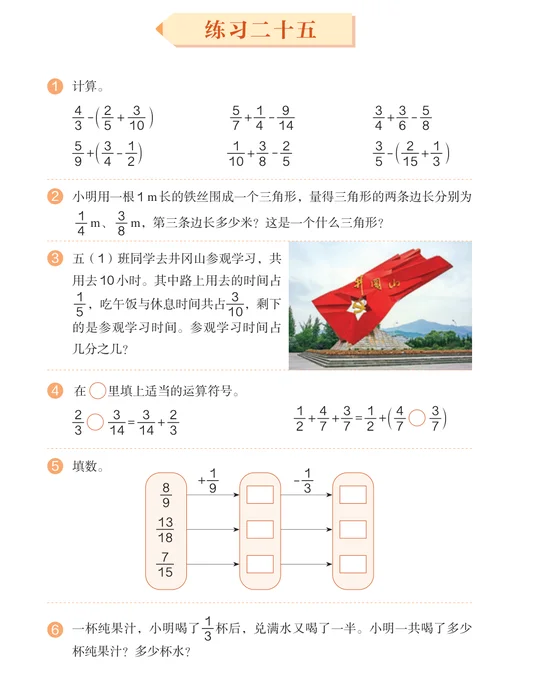 练习二十五
1 计算。
4/3-(2/5+3/10) 5/7+1/4-9/14 3/4+3/6-5/8
5/9+(3/4-1/2) 1/10+3/8-2/5 3/5-(2/15+1/3)
2 小明用一根1 m长的铁丝围成一个三角形，量得三角形的两条边长分别为
1/4 m、3/8 m，第三条边长多少米？这是一个什么三角形？
3 五（1）班同学去井冈山参观学习，共
用去10小时。其中路上用去的时间占
1/5，吃午饭与休息时间共占3/10，剩下
的是参观学习时间。参观学习时间占
几分之几？
井冈山
4 在○里填上适当的运算符号。
2/3○3/14=3/14+2/3 1/2+4/7+3/7=1/2+(4/7○3/7)
5 填数。
+1/9 -1/3
8/9
13/18
7/15
6 一杯纯果汁，小明喝了1/3杯后，兑满水又喝了一半。小明一共喝了多少
杯纯果汁？多少杯水？